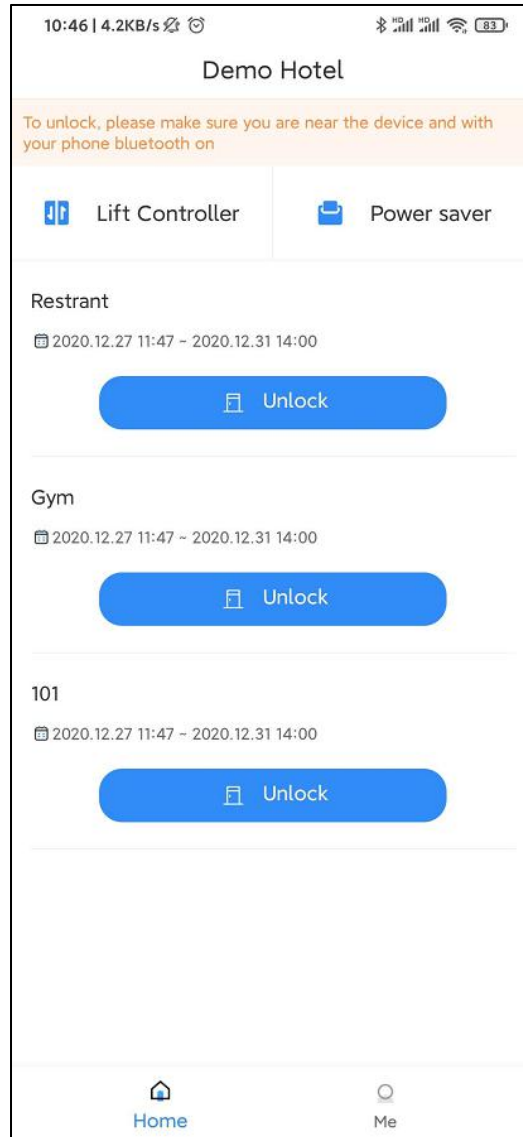 10:46 | 4.2KB/s HD HD 83
Demo Hotel
To unlock, please make sure you are near the device and with
your phone bluetooth on
Lift Controller Power saver
Restrant
2020.12.27 11:47 ~ 2020.12.31 14:00
Unlock
Gym
2020.12.27 11:47 ~ 2020.12.31 14:00
Unlock
101
2020.12.27 11:47 ~ 2020.12.31 14:00
Unlock
Home Me